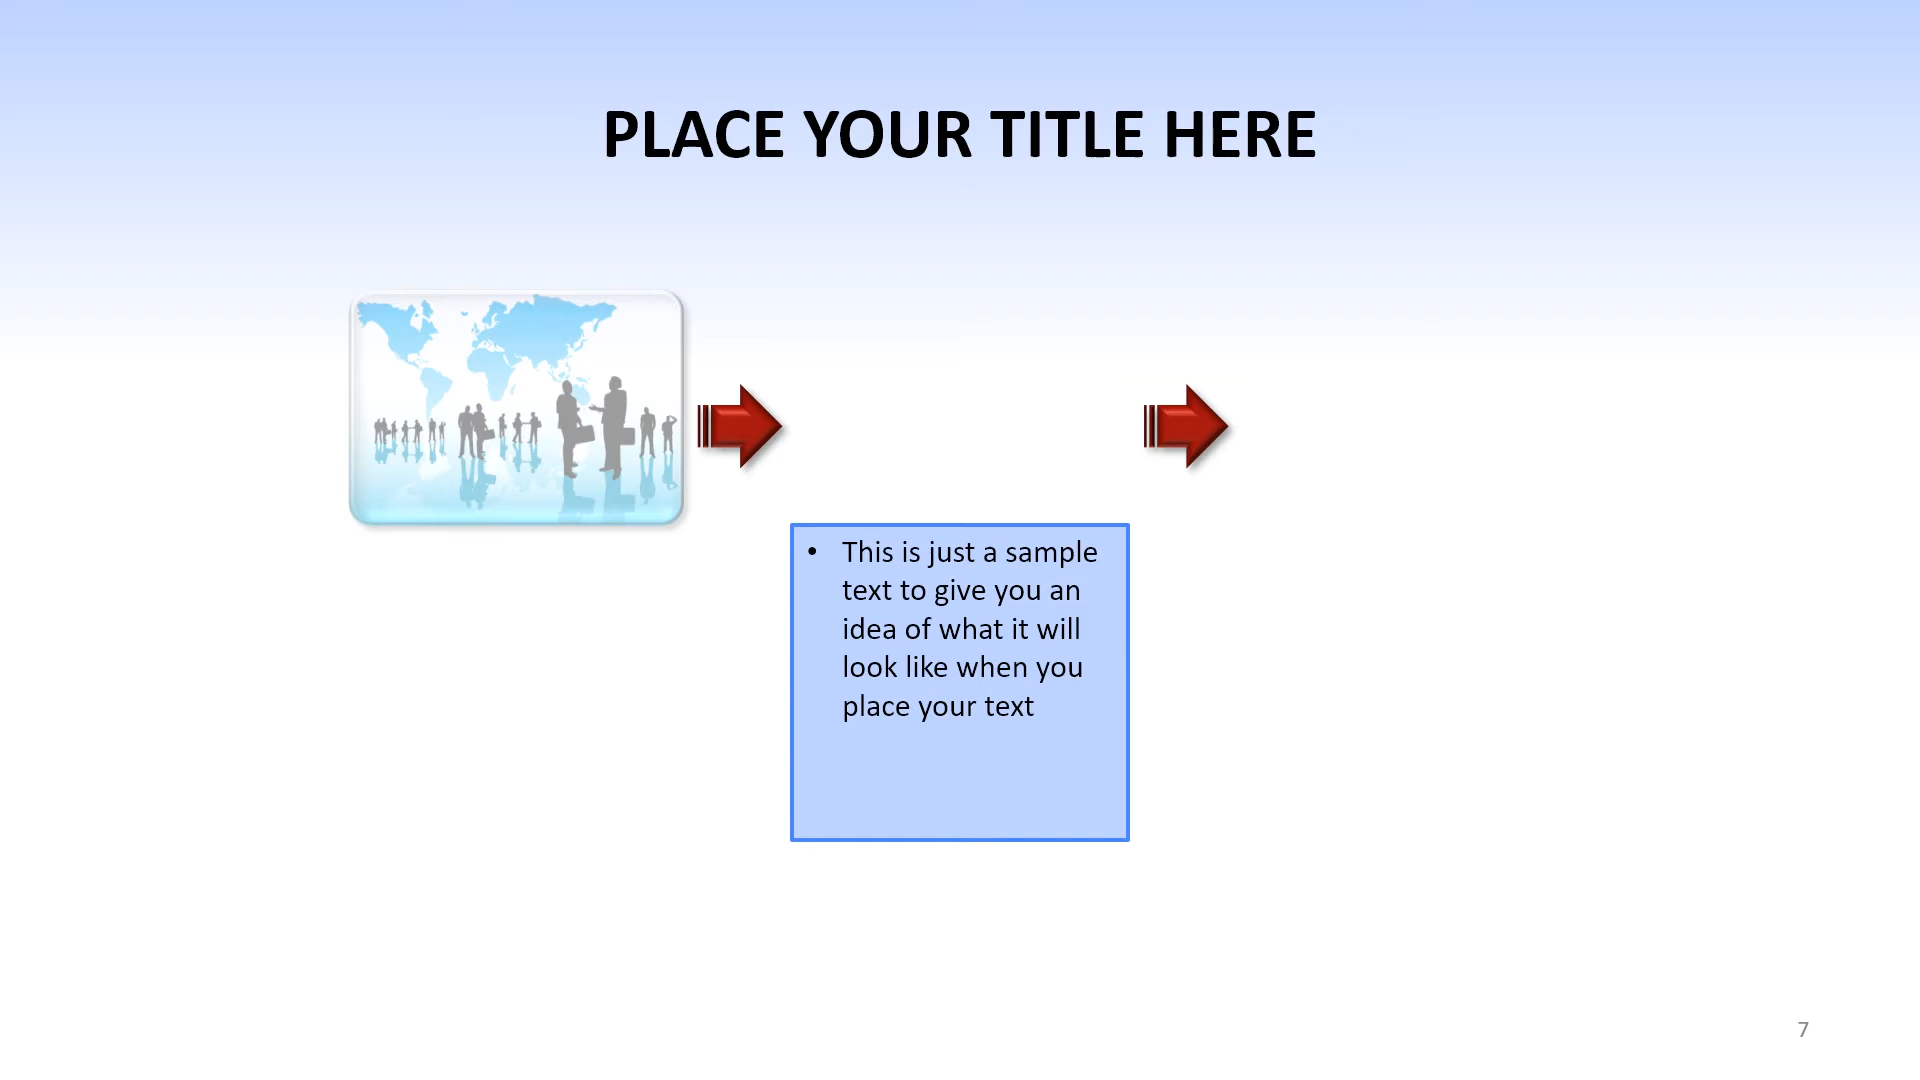 PLACE YOUR TITLE HERE
• This is just a sample
text to give you an
idea of what it will
look like when you
place your text
7